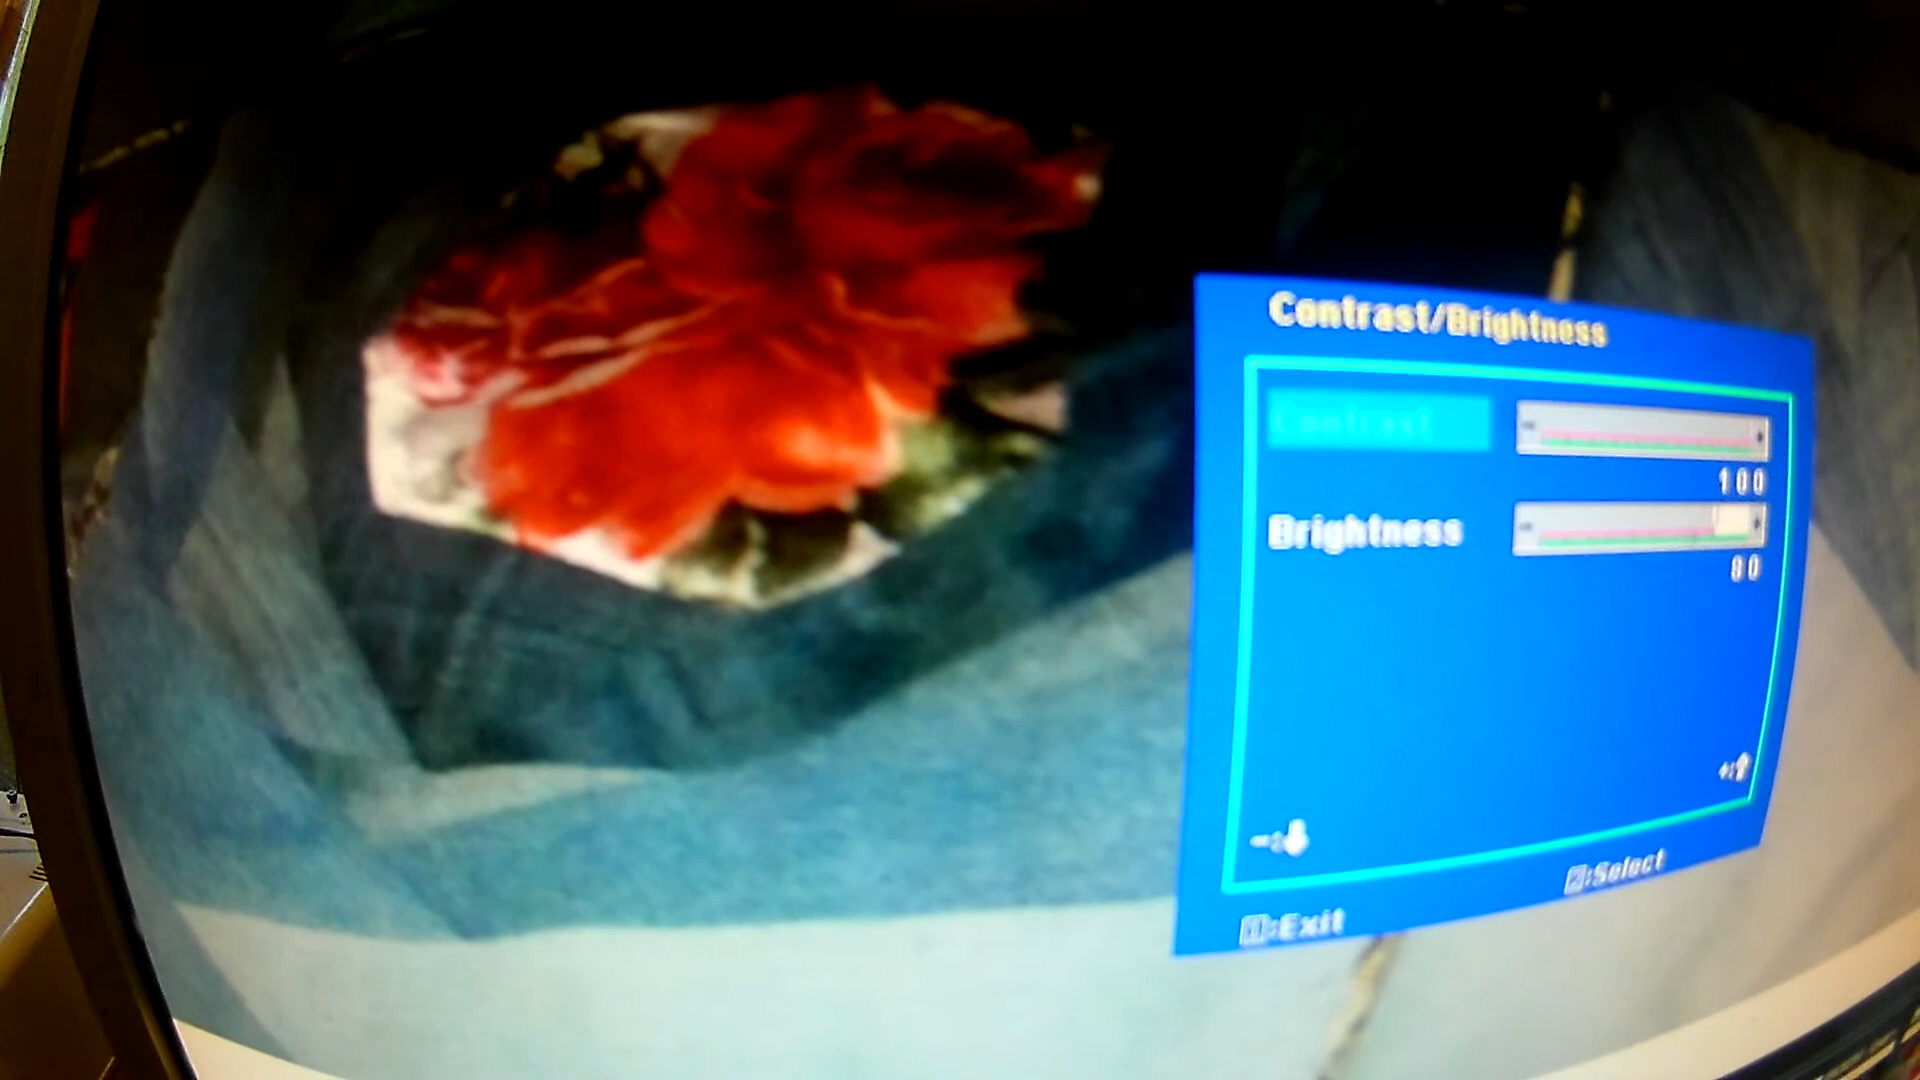 Contrast/Brightness
Contrast
100
Brightness
80
+:⬆
-:⬇
:Select
:Exit